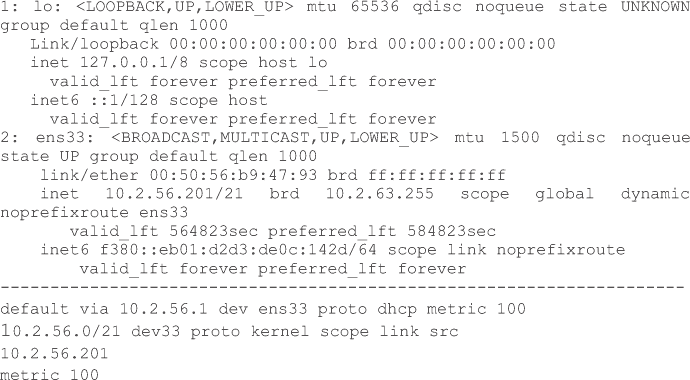 1: lo: <LOOPBACK,UP,LOWER_UP> mtu 65536 qdisc noqueue state UNKNOWN
group default qlen 1000
Link/loopback 00:00:00:00:00:00 brd 00:00:00:00:00:00
inet 127.0.0.1/8 scope host lo
valid_lft forever preferred_lft forever
inet6 ::1/128 scope host
valid_lft forever preferred_lft forever
2: ens33: <BROADCAST,MULTICAST,UP,LOWER_UP> mtu 1500 qdisc noqueue
state UP group default qlen 1000
link/ether 00:50:56:b9:47:93 brd ff:ff:ff:ff:ff
inet 10.2.56.201/21 brd 10.2.63.255 scope global dynamic
noprefixroute ens33
valid_lft 564823sec preferred_lft 584823sec
inet6 f380::eb01:d2d3:de0c:142d/64 scope link noprefixroute
valid_lft forever preferred_lft forever
---------------------------------------------------------------------
default via 10.2.56.1 dev ens33 proto dhcp metric 100
10.2.56.0/21 dev33 proto kernel scope link src
10.2.56.201
metric 100